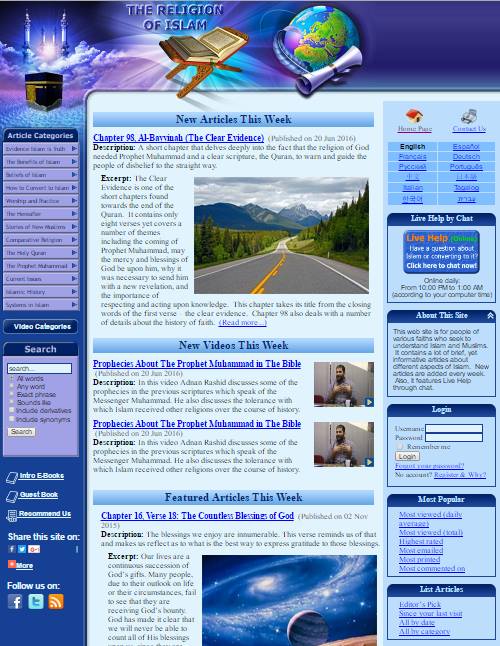 THE RELIGION
OF ISLAM
Article Categories
Evidence Islam is Truth
The Benefits of Islam
Beliefs of Islam
How to Convert to Islam
Worship and Practice
The Hereafter
Stories of New Muslims
Comparative Religion
The Holy Quran
The Prophet Muhammad
Current Issues
Islamic History
Systems in Islam
Video Categories
Search
search...
All words
Any word
Exact phrase
Sounds like
Include derivatives
Include synonyms
Search
Intro E-Books
Guest Book
Recommend Us
Share this site on:
More
Follow us on:
New Articles This Week
Chapter 98, Al-Bayyinah (The Clear Evidence) (Published on 20 Jun 2016)
Description: A short chapter that delves deeply into the fact that the religion of God
needed Prophet Muhammad and a clear scripture, the Quran, to warn and guide the
people of disbelief to the straight way.
Excerpt: The Clear
Evidence is one of the
short chapters found
towards the end of the
Quran. It contains only
eight verses yet covers a
number of themes
including the coming of
Prophet Muhammad, may
the mercy and blessings of
God be upon him, why it
was necessary to send him
with a new revelation, and
the importance of
respecting and acting upon knowledge. This chapter takes its title from the closing
words of the first verse – the clear evidence. Chapter 98 also deals with a number
of details about the history of faith. (Read more...)
New Videos This Week
Prophecies About The Prophet Muhammad in The Bible
(Published on 20 Jun 2016)
Description: In this video Adnan Rashid discusses some of the
prophecies in the previous scriptures which speak of the
Messenger Muhammad. He also discusses the tolerance with
which Islam received other religions over the course of history.
Prophecies About The Prophet Muhammad in The Bible
(Published on 20 Jun 2016)
Description: In this video Adnan Rashid discusses some of the
prophecies in the previous scriptures which speak of the
Messenger Muhammad. He also discusses the tolerance with
which Islam received other religions over the course of history.
Featured Articles This Week
Chapter 16, Verse 18: The Countless Blessings of God (Published on 02 Nov
2015)
Description: The blessings we enjoy are innumerable. This verse reminds us of that
and makes us reflect as to what is the best way to express gratitude to those blessings.
Excerpt: Our lives are a
continuous succession of
God's gifts. Many people,
due to their outlook on life
or their circumstances, fail
to see that they are
receiving God's bounty.
God has made it clear that
we will never be able to
count all of His blessings
Home Page
Contact Us
English Español
Français Deutsch
Русский Português
中文 日本語
Italian Tagalog
한국어 עברית
Live Help by Chat
Live Help (Online)
Have a question about
Islam or converting to it?
Click here to chat now!
Online daily:
From 10:00 PM to 1:00 AM
(according to your computer time)
About This Site
This web site is for people of
various faiths who seek to
understand Islam and Muslims.
It contains a lot of brief, yet
informative articles about
different aspects of Islam. New
articles are added every week.
Also, it features Live Help
through chat.
Login
Username
Password
Remember me
Login
Forgot your password?
No account? Register & Why?
Most Popular
Most viewed (daily
average)
Most viewed (total)
Highest rated
Most emailed
Most printed
Most commented on
List Articles
Editor's Pick
Since your last visit
All by date
All by category